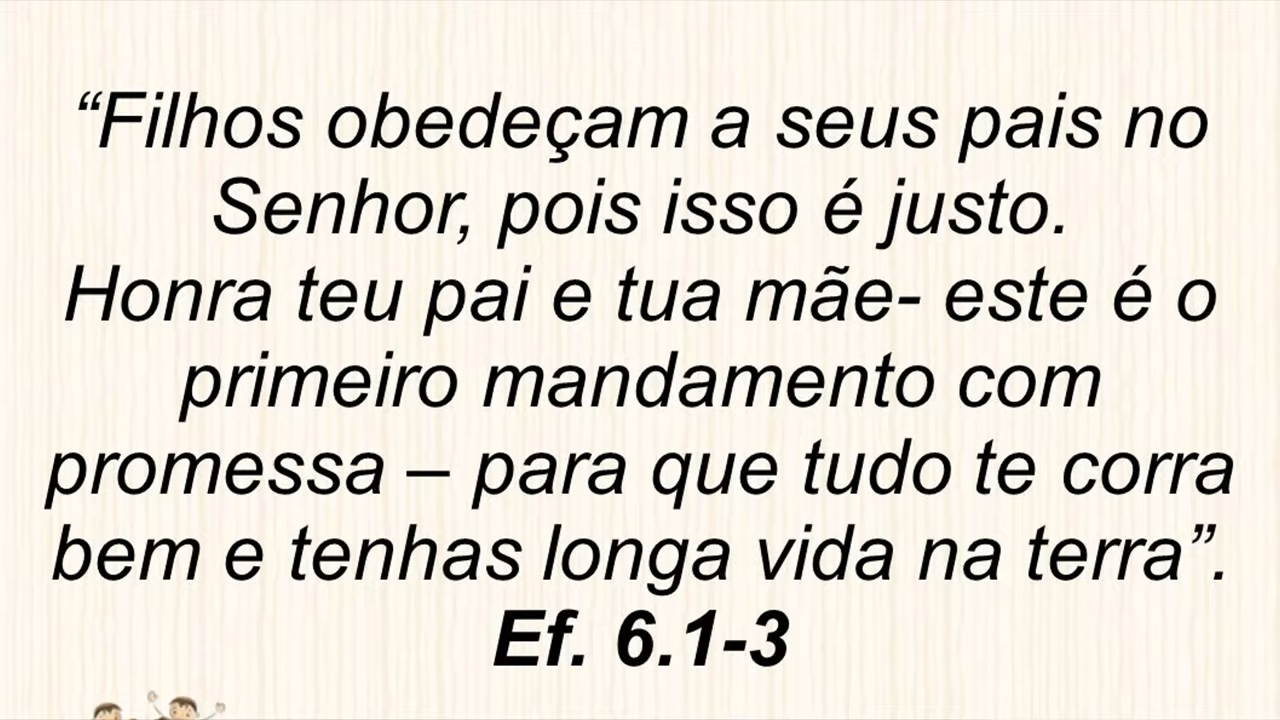 “Filhos obedeçam a seus pais no
Senhor, pois isso é justo.
Honra teu pai e tua mãe- este é o
primeiro mandamento com
promessa – para que tudo te corra
bem e tenhas longa vida na terra”.
Ef. 6.1-3